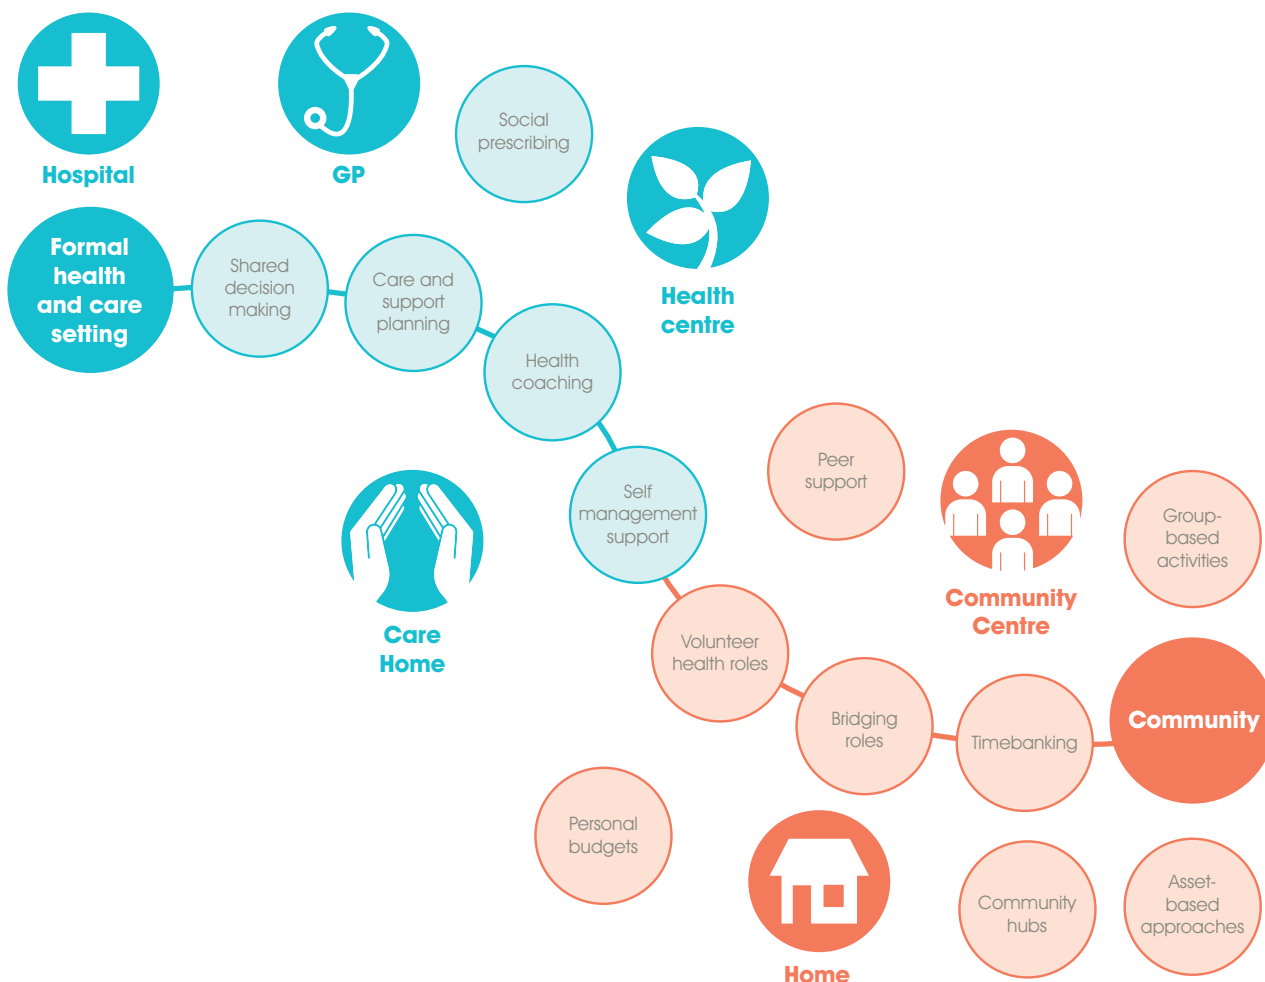 Hospital
GP
Social
prescribing
Health
centre
Formal
health
and care
setting
Shared
decision
making
Care and
support
planning
Health
coaching
Self
management
support
Care
Home
Peer
support
Community
Centre
Group-
based
activities
Volunteer
health roles
Bridging
roles
Timebanking
Community
Personal
budgets
Home
Community
hubs
Asset-
based
approaches